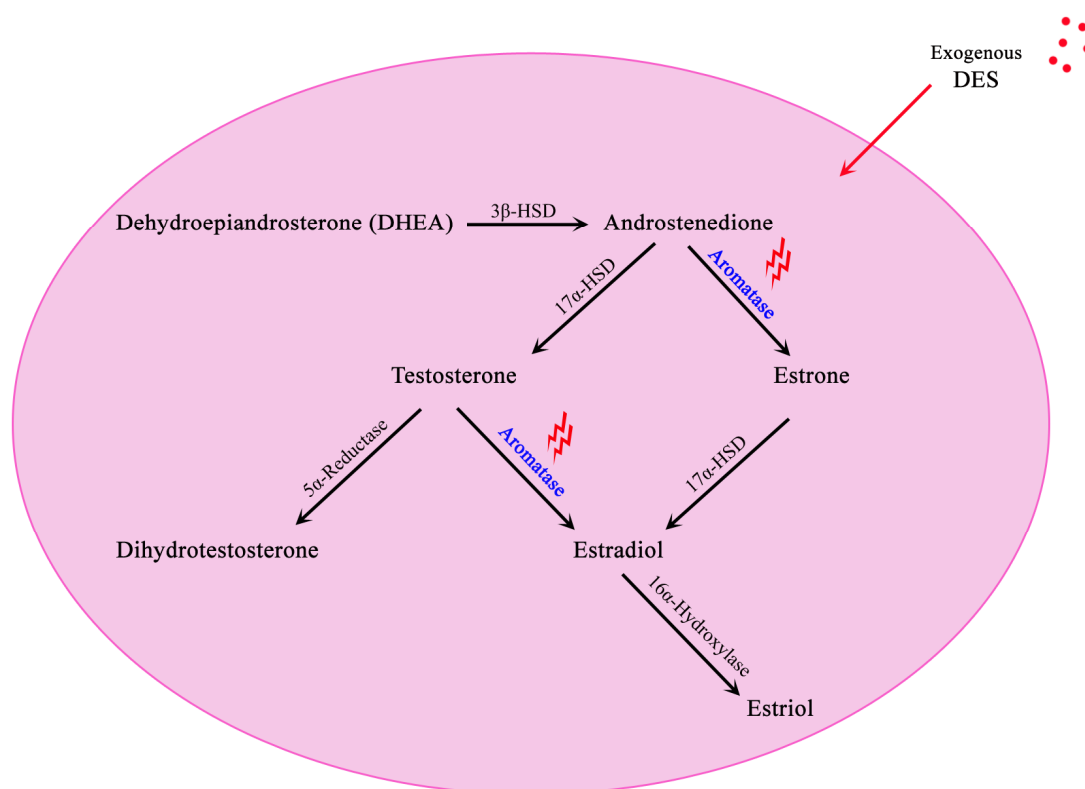 Exogenous
DES
Dehydroepiandrosterone (DHEA)
3β-HSD
Androstenedione
17α-HSD
Aromatase
Testosterone
Estrone
5α-Reductase
Aromatase
17α-HSD
Dihydrotestosterone
Estradiol
16α-Hydroxylase
Estriol